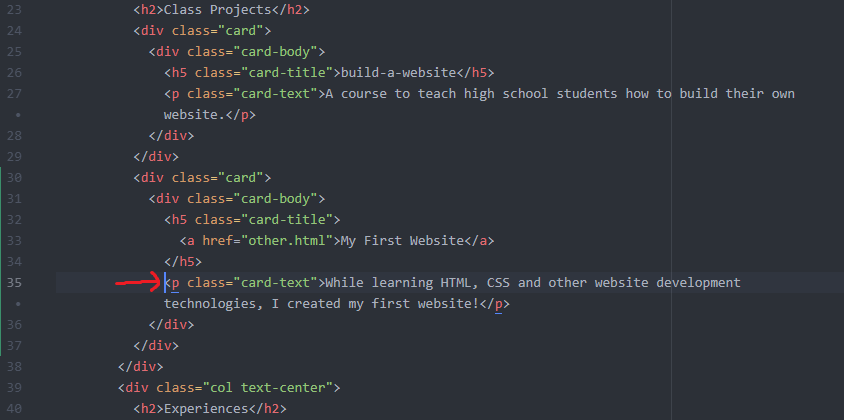 23 <h2>Class Projects</h2>
24 <div class="card">
25 <div class="card-body">
26 <h5 class="card-title">build-a-website</h5>
27 <p class="card-text">A course to teach high school students how to build their own
• website.</p>
28 </div>
29 </div>
30 <div class="card">
31 <div class="card-body">
32 <h5 class="card-title">
33 <a href="other.html">My First Website</a>
34 </h5>
35 <p class="card-text">While learning HTML, CSS and other website development
• technologies, I created my first website!</p>
36 </div>
37 </div>
38 </div>
39 <div class="col text-center">
40 <h2>Experiences</h2>